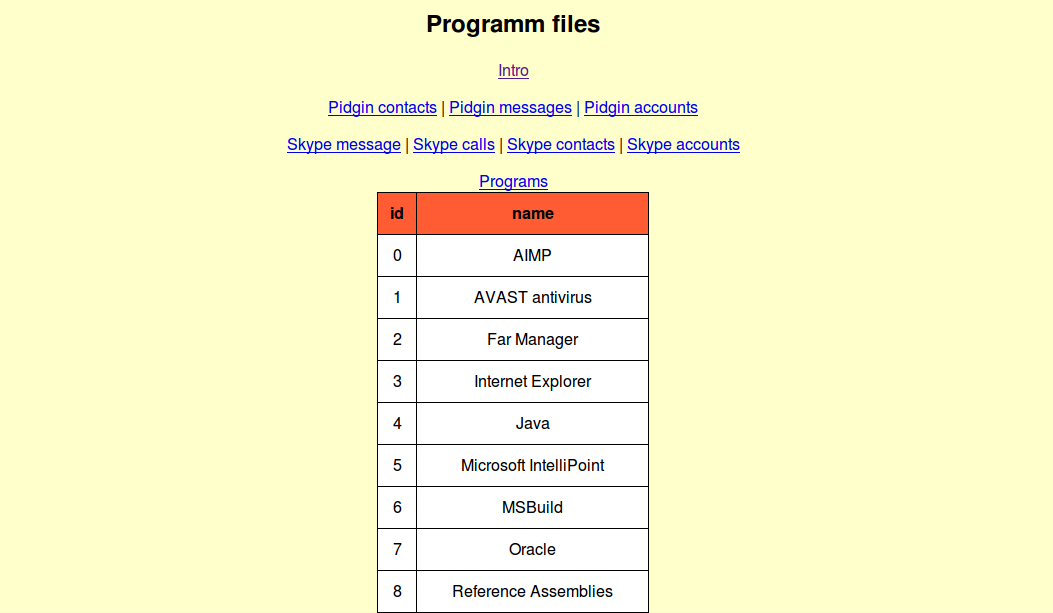 Programm files
Intro
Pidgin contacts | Pidgin messages | Pidgin accounts
Skype message | Skype calls | Skype contacts | Skype accounts
Programs
id name
0 AIMP
1 AVAST antivirus
2 Far Manager
3 Internet Explorer
4 Java
5 Microsoft IntelliPoint
6 MSBuild
7 Oracle
8 Reference Assemblies